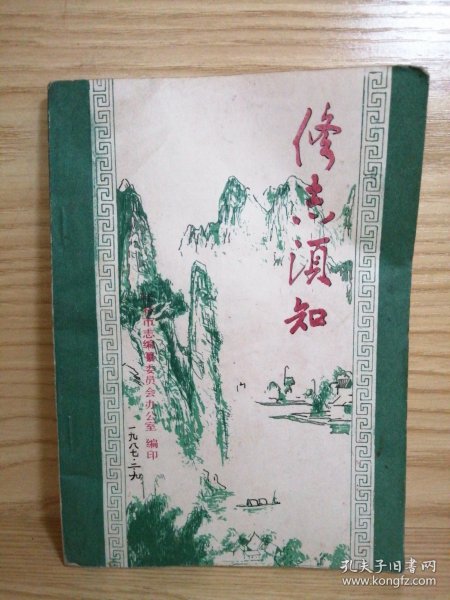 修志须知
市志编纂委员会办公室 编印
一九八七·二·九
孔夫子旧书网
www.kongfz.com